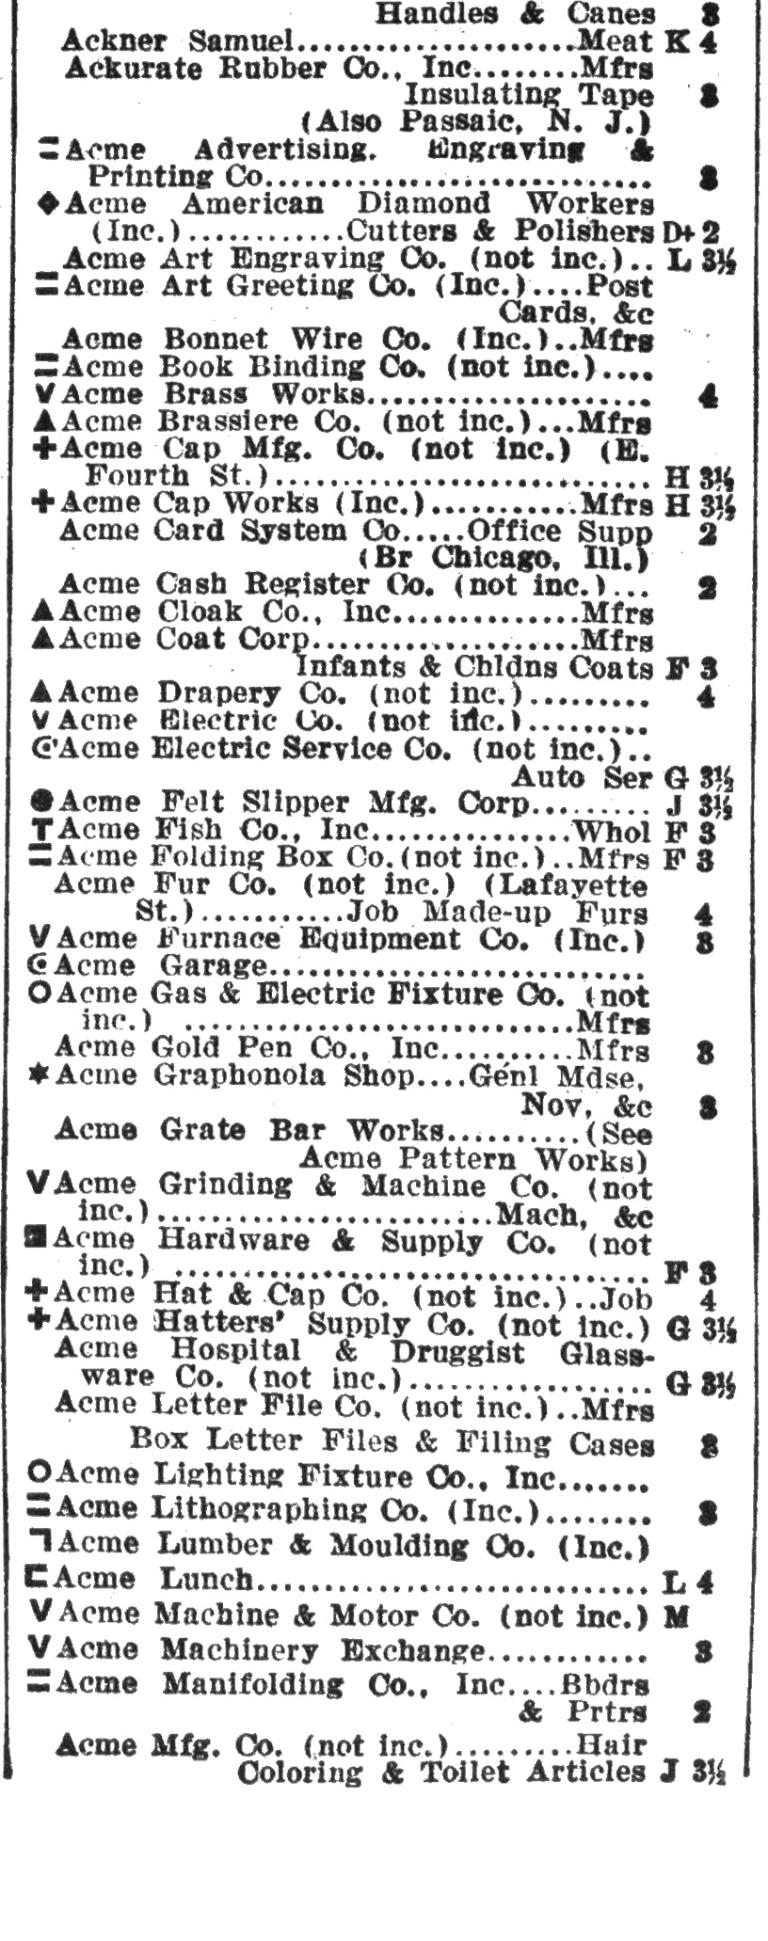 Handles & Canes 3
Ackner Samuel.....................Meat K 4
Ackurate Rubber Co., Inc........Mfrs
Insulating Tape 3
(Also Passaic, N. J.)
=Acme Advertising, Engraving &
Printing Co............................. 3
◆Acme American Diamond Workers
(Inc.)............Cutters & Polishers D+ 2
Acme Art Engraving Co. (not inc.).. L 3½
=Acme Art Greeting Co. (Inc.)....Post
Cards, &c
Acme Bonnet Wire Co. (Inc.)..Mfrs
=Acme Book Binding Co. (not inc.)....
VAcme Brass Works..................... 4
▲Acme Brassiere Co. (not inc.)...Mfrs
+Acme Cap Mfg. Co. (not inc.) (E.
Fourth St.)............................. H 3½
+Acme Cap Works (Inc.)...........Mfrs H 3½
Acme Card System Co.....Office Supp 2
(Br Chicago, Ill.)
Acme Cash Register Co. (not inc.)... 2
▲Acme Cloak Co., Inc..............Mfrs
▲Acme Coat Corp....................Mfrs
Infants & Chldns Coats F 3
▲Acme Drapery Co. (not inc.)......... 4
VAcme Electric Co. (not inc.).........
Acme Electric Service Co. (not inc.)..
Auto Ser G 3½
●Acme Felt Slipper Mfg. Corp......... J 3½
TAcme Fish Co., Inc...............Whol F 3
=Acme Folding Box Co.(not inc.)..Mfrs F 3
Acme Fur Co. (not inc.) (Lafayette
St.)...........Job Made-up Furs 4
VAcme Furnace Equipment Co. (Inc.) 3
Acme Garage............................
OAcme Gas & Electric Fixture Co. (not
inc.) .............................Mfrs
Acme Gold Pen Co., Inc..........Mfrs 3
★Acme Graphonola Shop....Genl Mdse,
Nov, &c 3
Acme Grate Bar Works..........(See
Acme Pattern Works)
VAcme Grinding & Machine Co. (not
inc.).........................Mach, &c
■Acme Hardware & Supply Co. (not
inc.) ................................... F 3
+Acme Hat & Cap Co. (not inc.)..Job 4
+Acme Hatters' Supply Co. (not inc.) G 3½
Acme Hospital & Druggist Glass-
ware Co. (not inc.).................. G 3½
Acme Letter File Co. (not inc.)..Mfrs
Box Letter Files & Filing Cases 3
OAcme Lighting Fixture Co., Inc.......
=Acme Lithographing Co. (Inc.)........ 3
ㄱAcme Lumber & Moulding Co. (Inc.)
⊏Acme Lunch............................. L 4
VAcme Machine & Motor Co. (not inc.) M
VAcme Machinery Exchange............ 3
=Acme Manifolding Co., Inc....Bbdrs
& Prtrs 2
Acme Mfg. Co. (not inc.).........Hair
Coloring & Toilet Articles J 3½